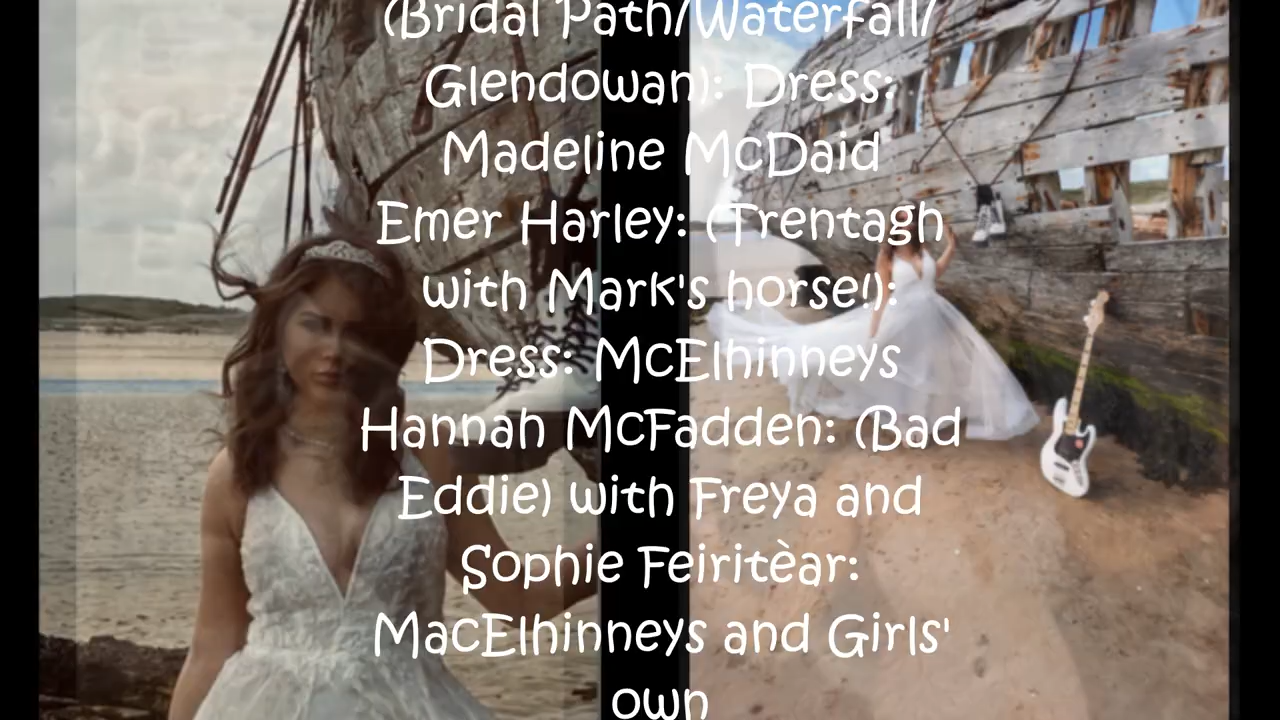 (Bridal Path/Waterfall/
Glendowan): Dress:
Madeline McDaid
Emer Harley: (Trentagh
with Mark's horse!):
Dress: McElhinneys
Hannah McFadden: (Bad
Eddie) with Freya and
Sophie Feiritèar:
MacElhinneys and Girls'
own